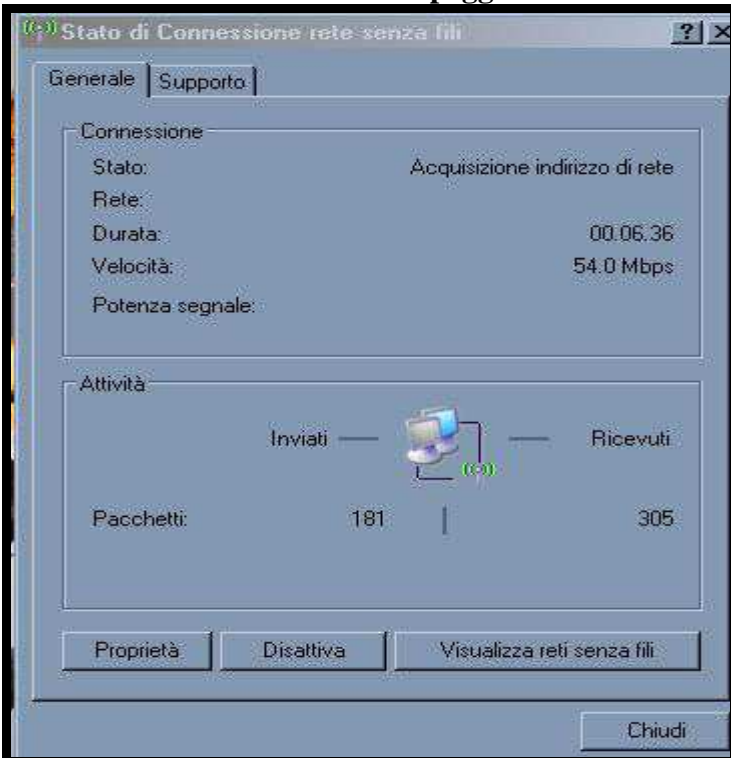 Stato di Connessione rete senza fili
Generale Supporto
Connessione
Stato: Acquisizione indirizzo di rete
Rete:
Durata: 00.06.36
Velocità: 54.0 Mbps
Potenza segnale:
Attività
Inviati Ricevuti
Pacchetti: 181 305
Proprietà Disattiva Visualizza reti senza fili
Chiudi